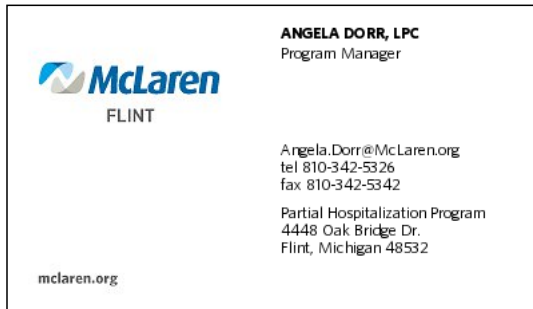 ANGELA DORR, LPC
Program Manager
McLaren
FLINT
Angela.Dorr@McLaren.org
tel 810-342-5326
fax 810-342-5342
Partial Hospitalization Program
4448 Oak Bridge Dr.
Flint, Michigan 48532
mclaren.org